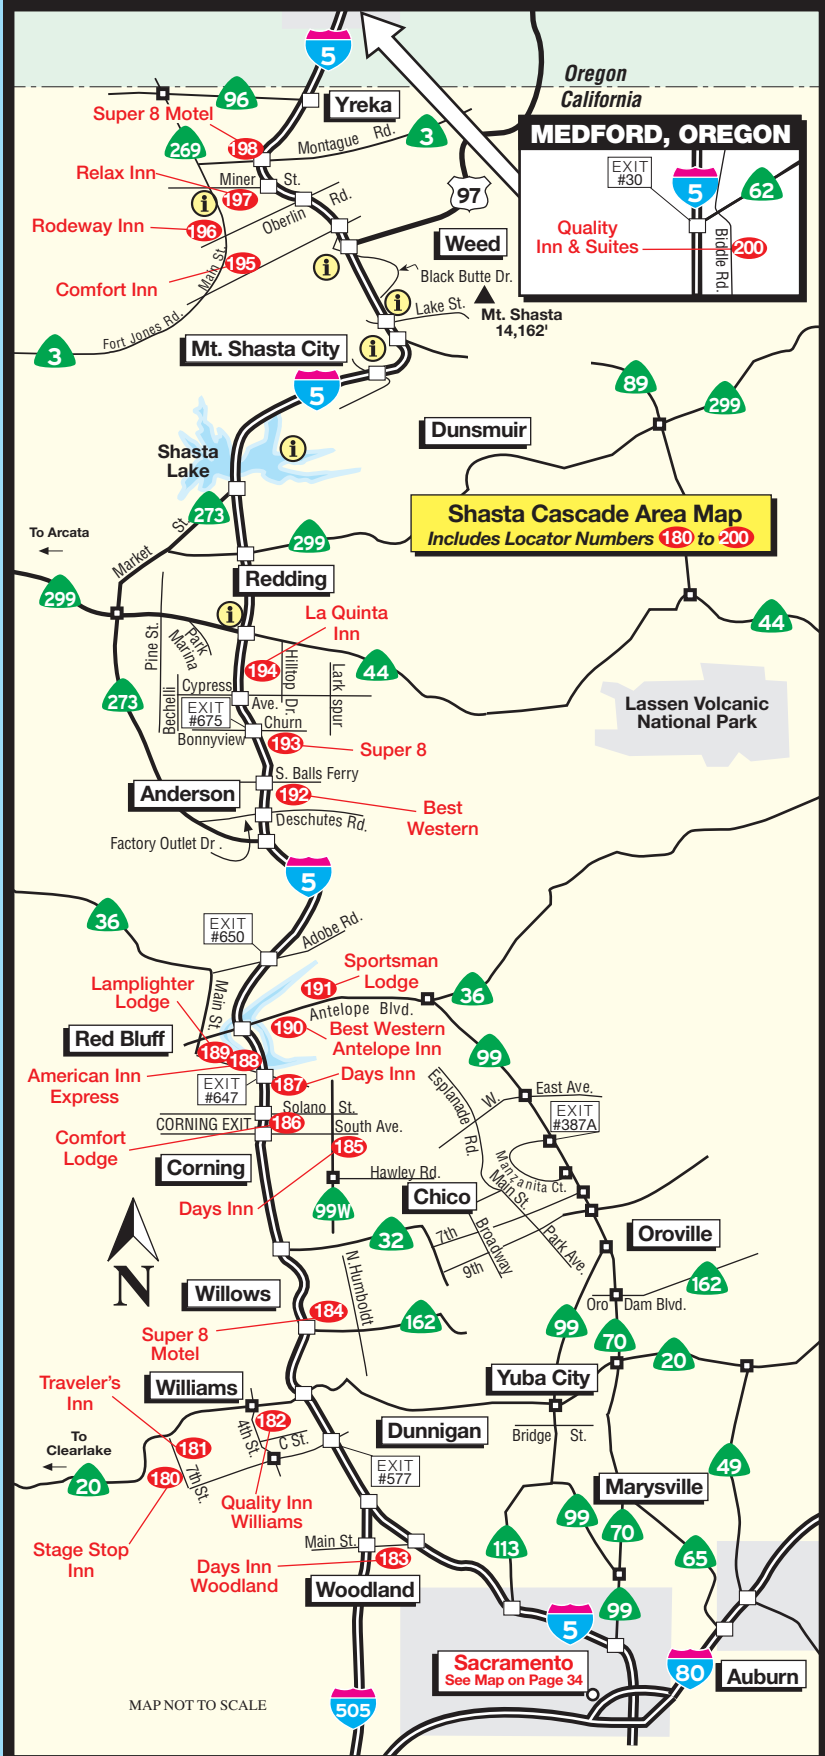 5
Oregon
California
96
Yreka
Super 8 Motel
198
269
Montague Rd.
3
MEDFORD, OREGON
EXIT
#30
5
62
Quality
Inn & Suites
200
Biddle Rd.
Relax Inn
Miner St.
197
97
Rodeway Inn
i
196
Oberlin Rd.
Weed
Main St.
195
Comfort Inn
i
Black Butte Dr.
i
Lake St.
Mt. Shasta
14,162'
Fort Jones Rd.
3
Mt. Shasta City
i
5
89
299
Dunsmuir
Shasta
Lake
i
273
Shasta Cascade Area Map
Includes Locator Numbers 180 to 200
To Arcata
Market St.
299
Redding
299
i
La Quinta
Inn
44
Pine St.
Park
Marina
194
Hilltop Dr.
Lark spur
44
Cypress
Ave.
273
Bechelli
EXIT
#675
Churn
Bonnyview
193
Super 8
Lassen Volcanic
National Park
S. Balls Ferry
Anderson
192
Best
Western
Deschutes Rd.
Factory Outlet Dr .
5
36
EXIT
#650
Adobe Rd.
Sportsman
Lodge
191
Lamplighter
Lodge
36
Main St.
Antelope Blvd.
Red Bluff
190
Best Western
Antelope Inn
189
188
99
American Inn
Express
EXIT
#647
187
Days Inn
Esplanade Rd.
W. East Ave.
EXIT
#387A
Solano St.
CORNING EXIT
186
South Ave.
Comfort
Lodge
185
Corning
Hawley Rd.
Manzanita Ct.
Main St.
Chico
Days Inn
99W
32
7th
9th
Broadway
Park Ave.
Oroville
N
N.Humboldt
162
Willows
184
Oro Dam Blvd.
162
99
70
20
Super 8
Motel
Traveler's
Inn
Williams
Yuba City
182
4th St.
C St.
Dunnigan
Bridge St.
To
Clearlake
181
180
7th St.
20
EXIT
#577
49
Marysville
Quality Inn
Williams
99
70
Stage Stop
Inn
Main St.
183
113
65
Days Inn
Woodland
Woodland
99
5
Sacramento
See Map on Page 34
80
Auburn
MAP NOT TO SCALE
505